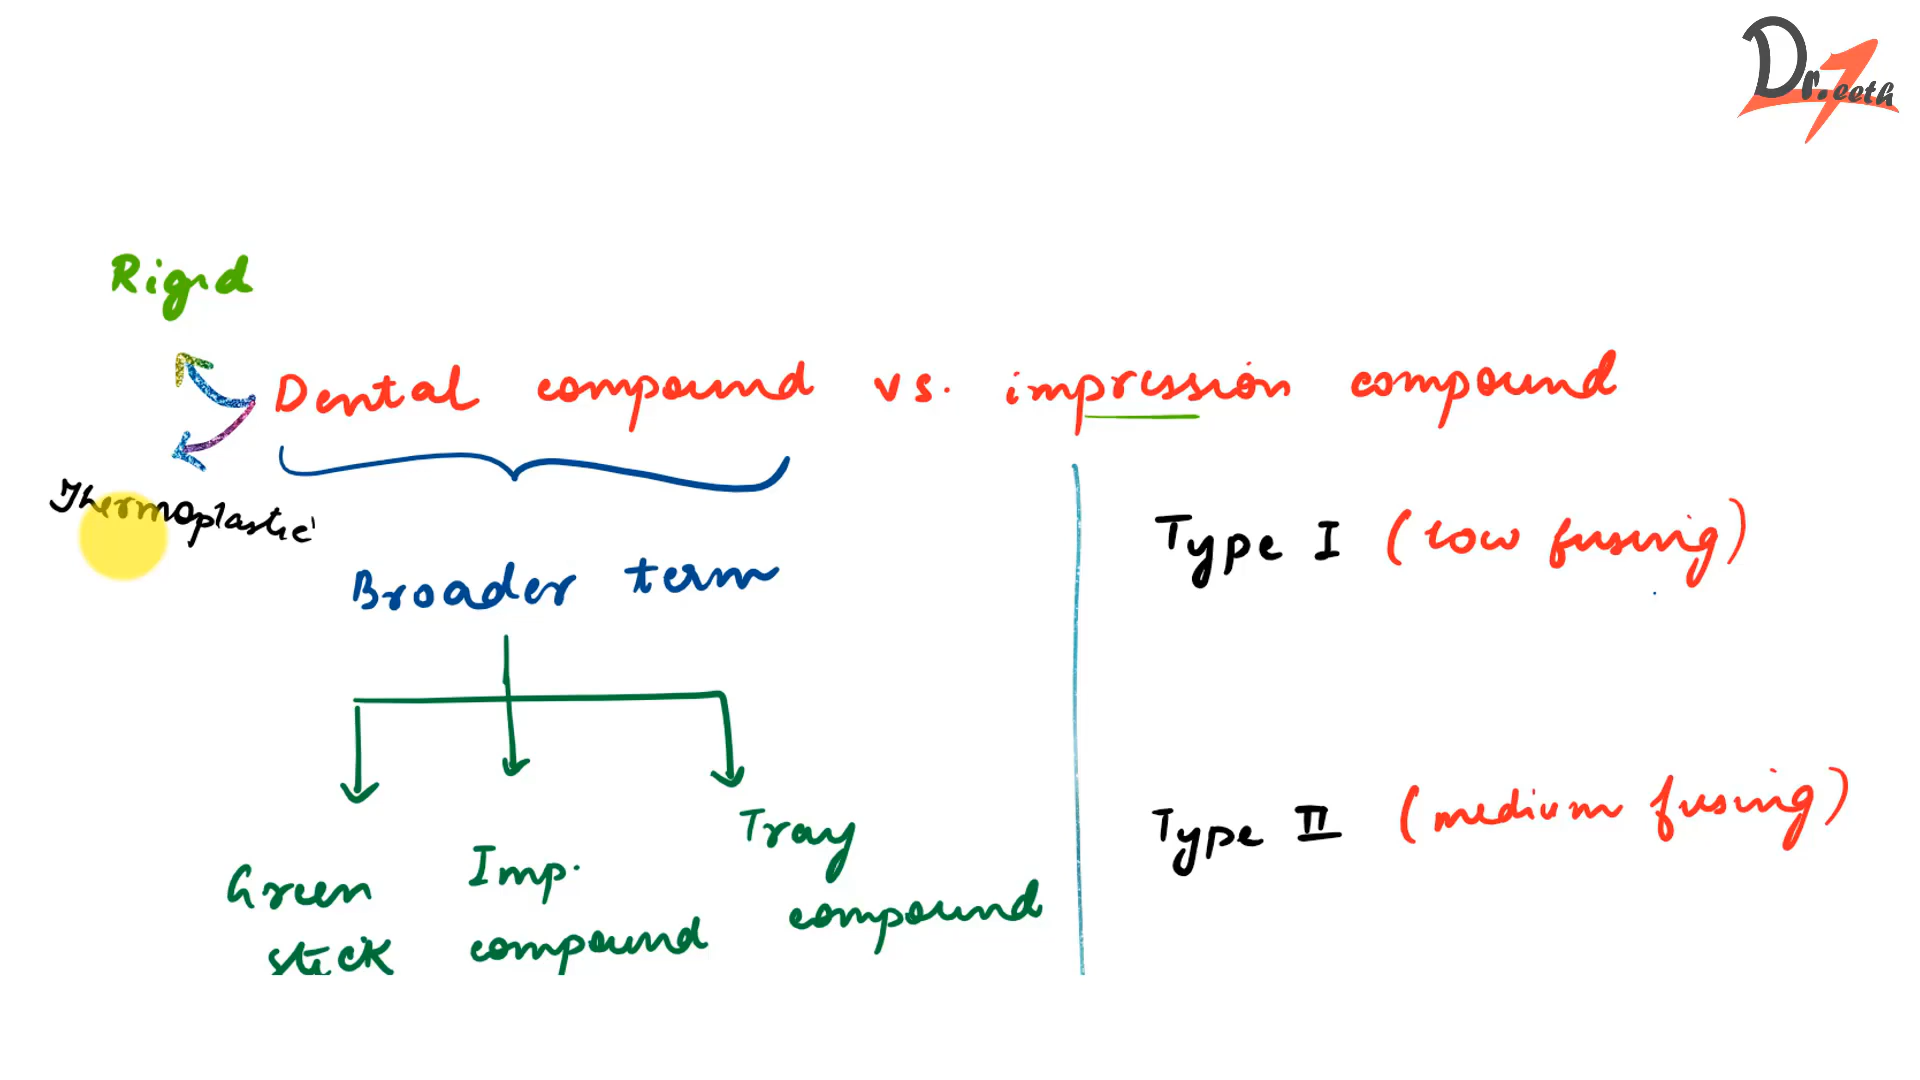 Dr.eeth
Rigid
Dental compound vs. impression compound
Thermoplastic
Broader term
Type I (low fusing)
Green stick
Imp. compound
Tray compound
Type II (medium fusing)